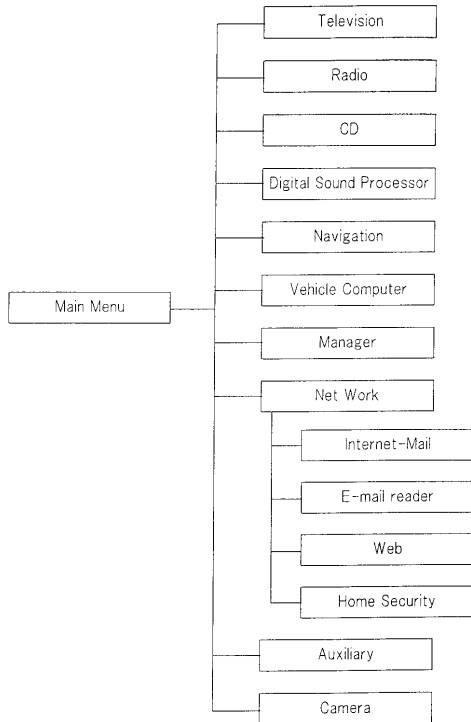 Television
Radio
CD
Digital Sound Processor
Navigation
Vehicle Computer
Main Menu
Manager
Net Work
Internet-Mail
E-mail reader
Web
Home Security
Auxiliary
Camera